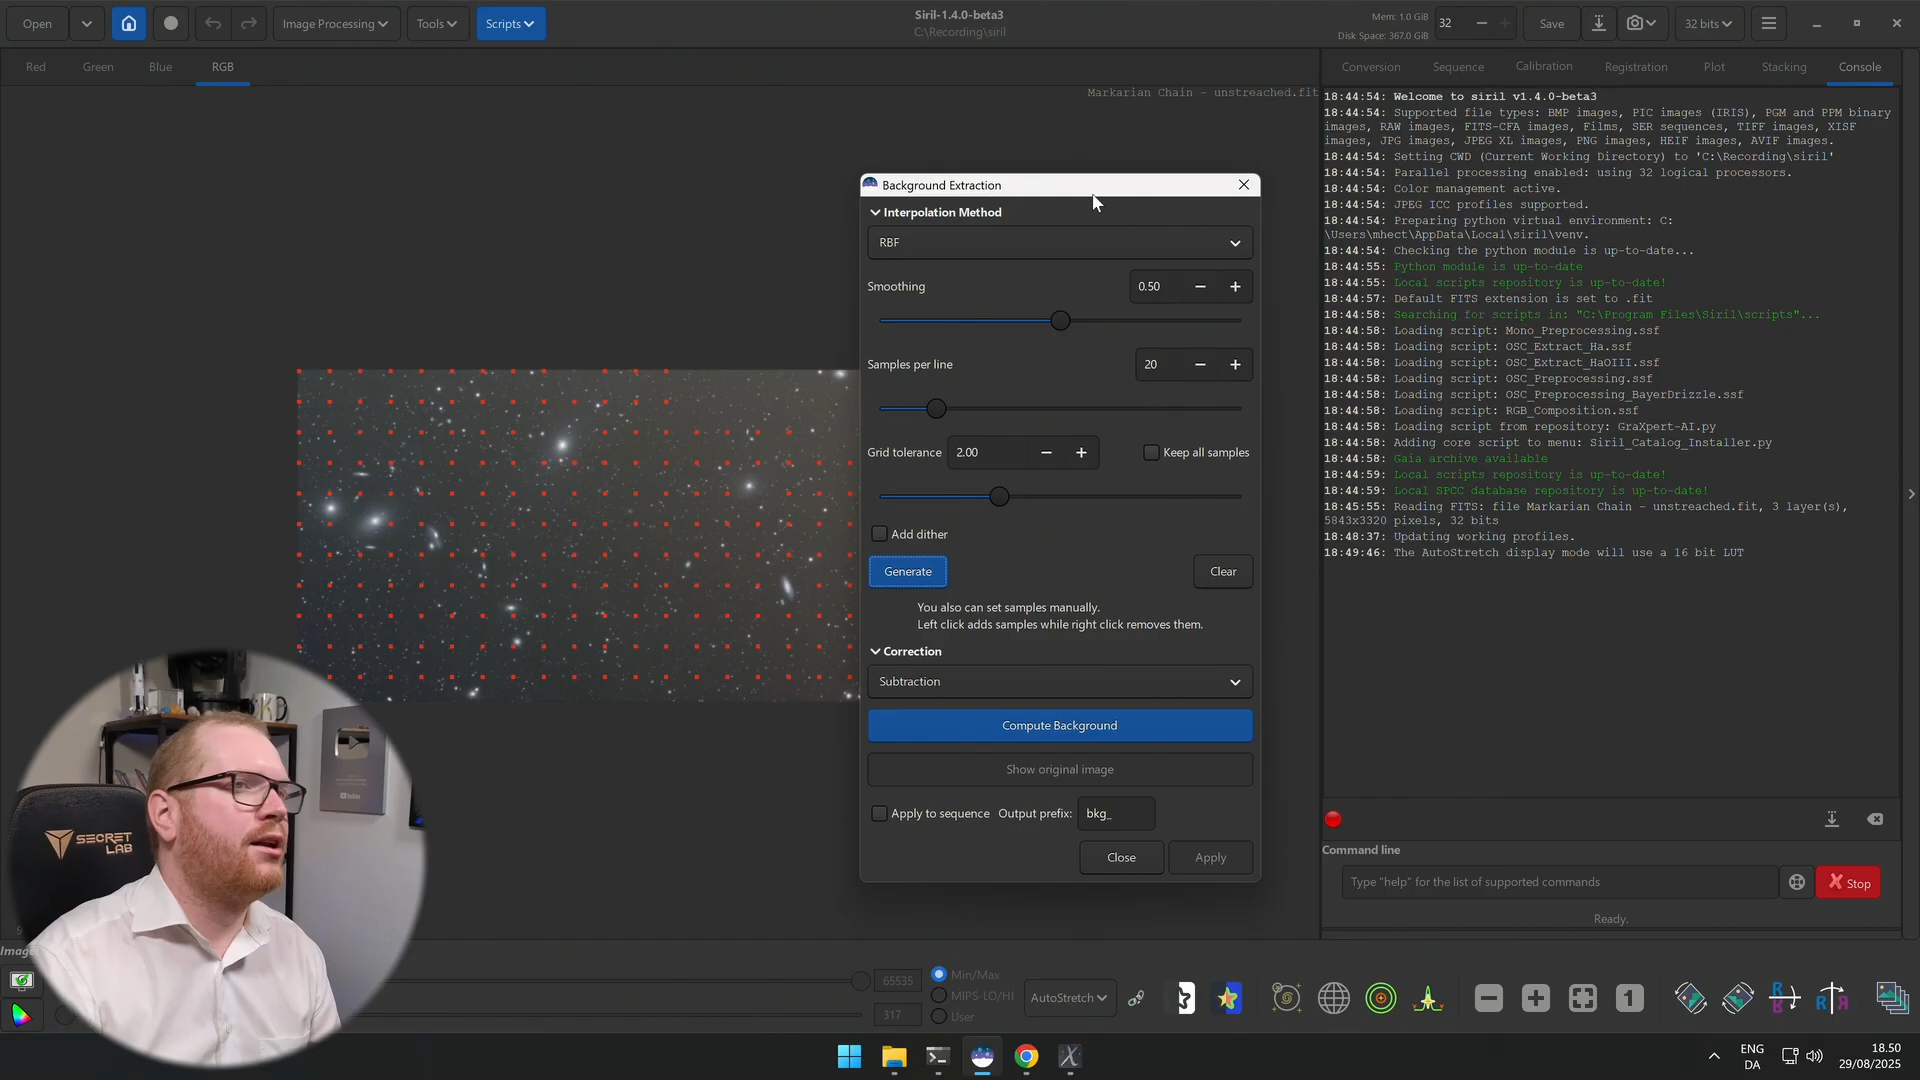 Open
Image Processing
Tools
Scripts
Siril-1.4.0-beta3
C:\Recording\siril
Mem: 1.0 GiB
Disk Space: 367.0 GiB
32
Save
32 bits
Red
Green
Blue
RGB
Markarian Chain - unstreached.fit
Conversion
Sequence
Calibration
Registration
Plot
Stacking
Console
18:44:54: Welcome to siril v1.4.0-beta3
18:44:54: Supported file types: BMP images, PIC images (IRIS), PGM and PPM binary
images, RAW images, FITS-CFA images, Films, SER sequences, TIFF images, XISF
images, JPG images, JPEG XL images, PNG images, HEIF images, AVIF images.
18:44:54: Setting CWD (Current Working Directory) to 'C:\Recording\siril'
18:44:54: Parallel processing enabled: using 32 logical processors.
18:44:54: Color management active.
18:44:54: JPEG ICC profiles supported.
18:44:54: Preparing python virtual environment: C:
\Users\mhect\AppData\Local\siril\venv.
18:44:54: Checking the python module is up-to-date...
18:44:55: Python module is up-to-date
18:44:55: Local scripts repository is up-to-date!
18:44:57: Default FITS extension is set to .fit
18:44:58: Searching for scripts in: "C:\Program Files\Siril\scripts"...
18:44:58: Loading script: Mono_Preprocessing.ssf
18:44:58: Loading script: OSC_Extract_Ha.ssf
18:44:58: Loading script: OSC_Extract_HaOIII.ssf
18:44:58: Loading script: OSC_Preprocessing.ssf
18:44:58: Loading script: OSC_Preprocessing_BayerDrizzle.ssf
18:44:58: Loading script: RGB_Composition.ssf
18:44:58: Loading script from repository: GraXpert-AI.py
18:44:58: Adding core script to menu: Siril_Catalog_Installer.py
18:44:58: Gaia archive available
18:44:59: Local scripts repository is up-to-date!
18:44:59: Local SPCC database repository is up-to-date!
18:45:55: Reading FITS: file Markarian Chain - unstreached.fit, 3 layer(s),
5843x3320 pixels, 32 bits
18:48:37: Updating working profiles.
18:49:46: The AutoStretch display mode will use a 16 bit LUT
Background Extraction
Interpolation Method
RBF
Smoothing
0.50
Samples per line
20
Grid tolerance
2.00
Keep all samples
Add dither
Generate
Clear
You also can set samples manually.
Left click adds samples while right click removes them.
Correction
Subtraction
Compute Background
Show original image
Apply to sequence
Output prefix:
bkg_
Close
Apply
Command line
Type "help" for the list of supported commands
Stop
Ready.
SECRET
LAB
65535
317
Min/Max
MIPS-LO/HI
User
AutoStretch
1
ENG
DA
18.50
29/08/2025